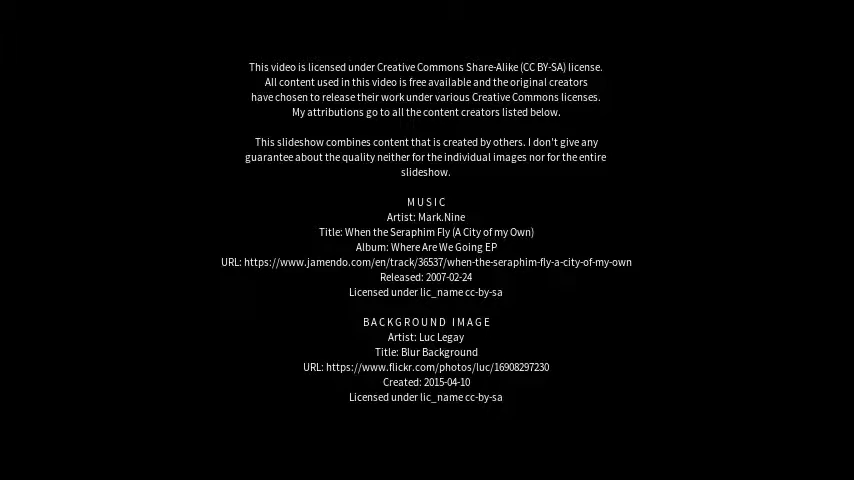 This video is licensed under Creative Commons Share-Alike (CC BY-SA) license.
All content used in this video is free available and the original creators
have chosen to release their work under various Creative Commons licenses.
My attributions go to all the content creators listed below.
This slideshow combines content that is created by others. I don't give any
guarantee about the quality neither for the individual images nor for the entire
slideshow.
MUSIC
Artist: Mark.Nine
Title: When the Seraphim Fly (A City of my Own)
Album: Where Are We Going EP
URL: https://www.jamendo.com/en/track/36537/when-the-seraphim-fly-a-city-of-my-own
Released: 2007-02-24
Licensed under lic_name cc-by-sa
BACKGROUND IMAGE
Artist: Luc Legay
Title: Blur Background
URL: https://www.flickr.com/photos/luc/16908297230
Created: 2015-04-10
Licensed under lic_name cc-by-sa